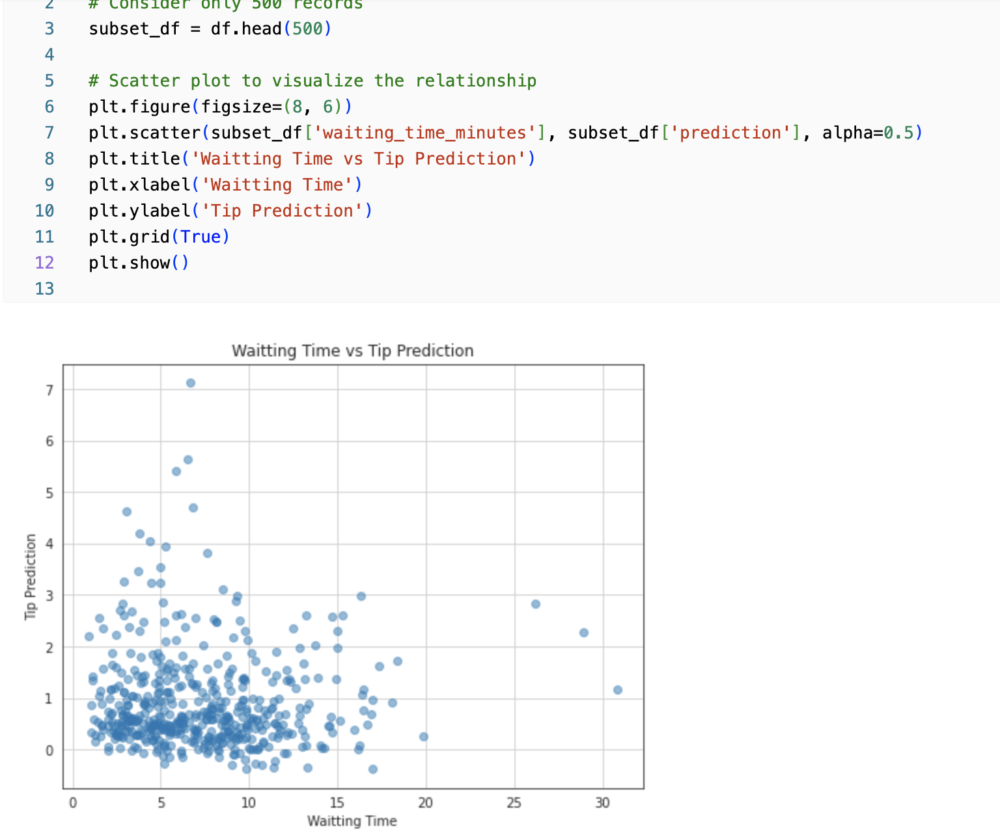 2 # Consider only 500 records
3 subset_df = df.head(500)
4
5 # Scatter plot to visualize the relationship
6 plt.figure(figsize=(8, 6))
7 plt.scatter(subset_df['waiting_time_minutes'], subset_df['prediction'], alpha=0.5)
8 plt.title('Waitting Time vs Tip Prediction')
9 plt.xlabel('Waitting Time')
10 plt.ylabel('Tip Prediction')
11 plt.grid(True)
12 plt.show()
13
Waitting Time vs Tip Prediction
7
6
5
4
3
2
1
0
Tip Prediction
0 5 10 15 20 25 30
Waitting Time